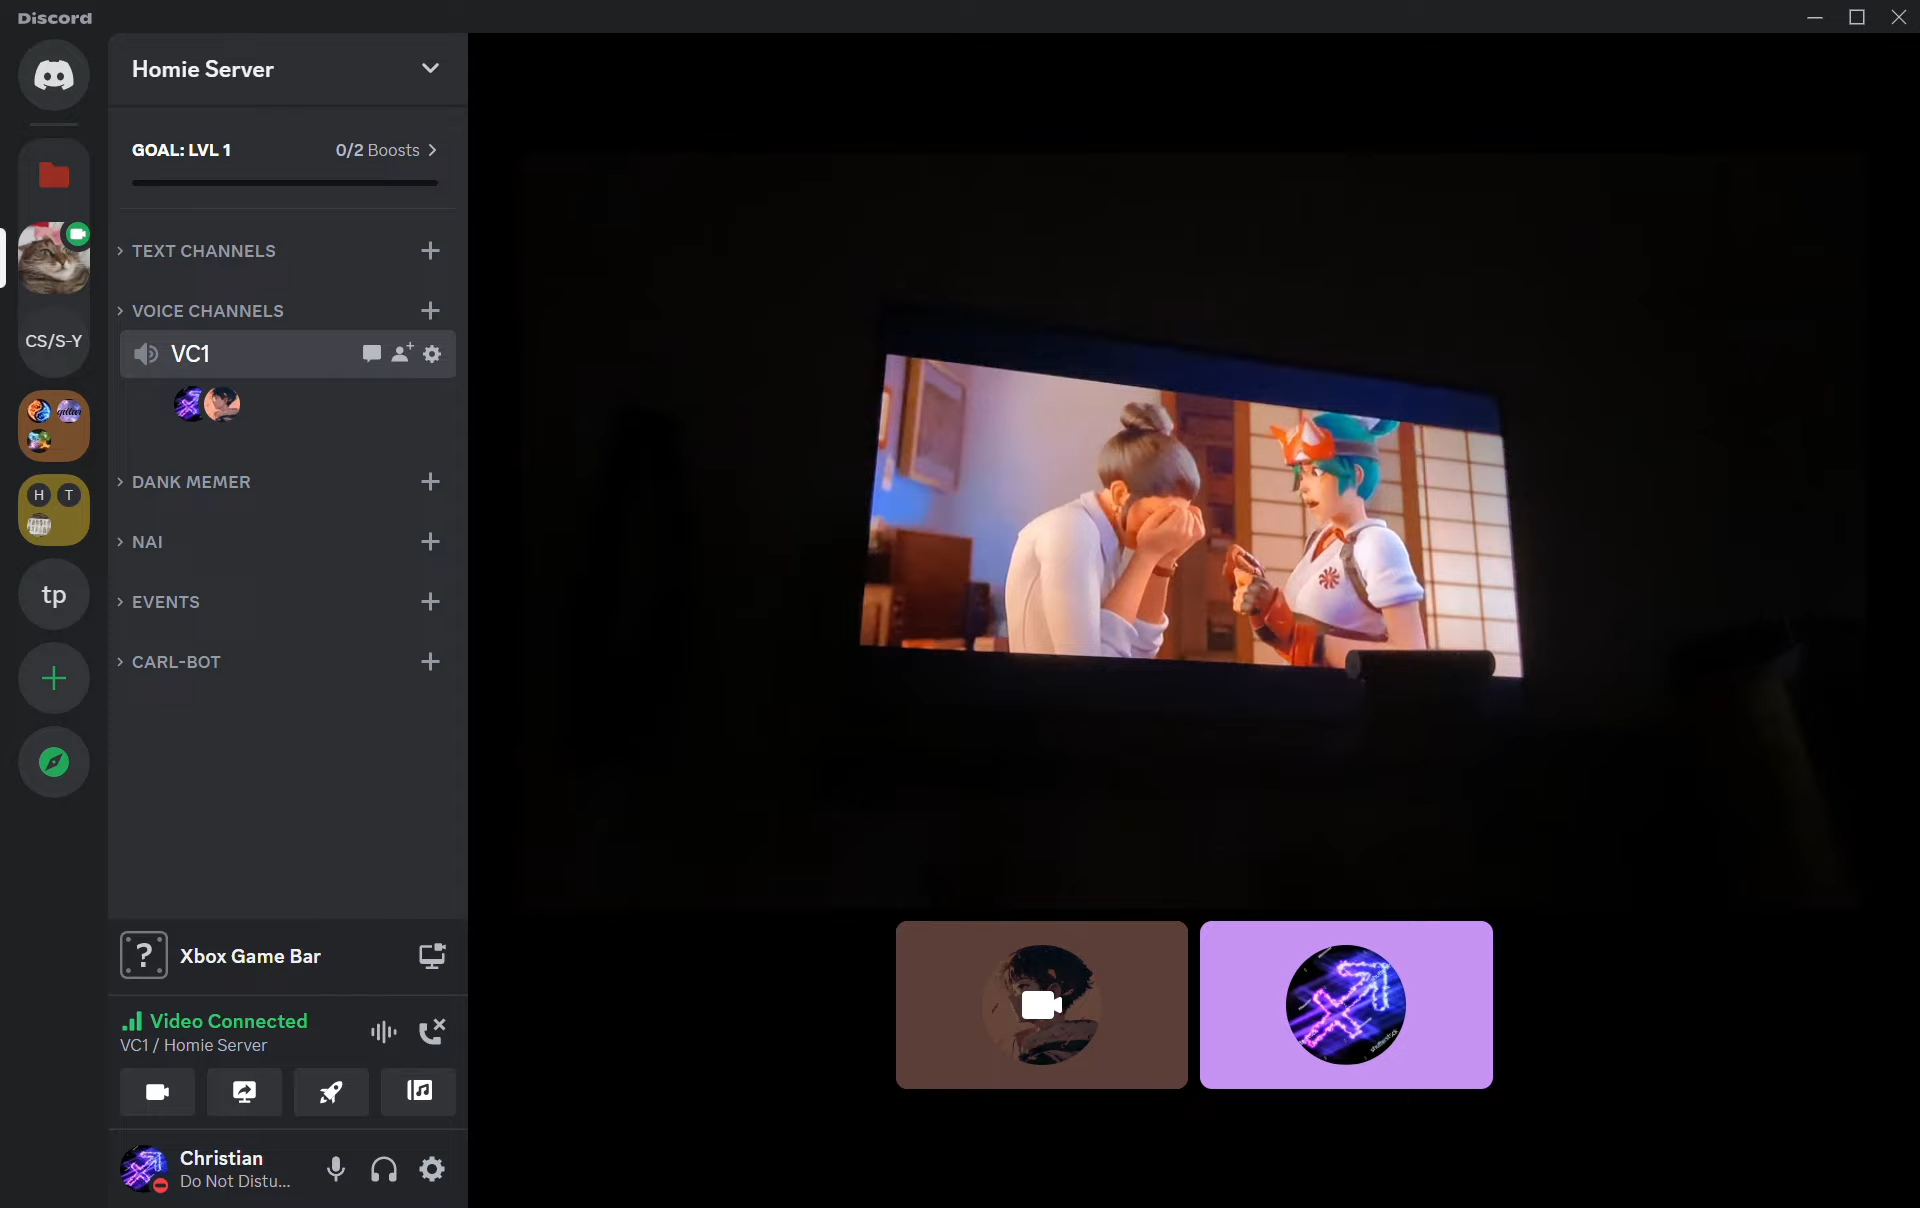 Discord
Homie Server
GOAL: LVL 1
0/2 Boosts
TEXT CHANNELS
VOICE CHANNELS
CS/S-Y
VC1
DANK MEMER
H T
NAI
tp
EVENTS
CARL-BOT
?
Xbox Game Bar
Video Connected
VC1 / Homie Server
Christian
Do Not Distu...